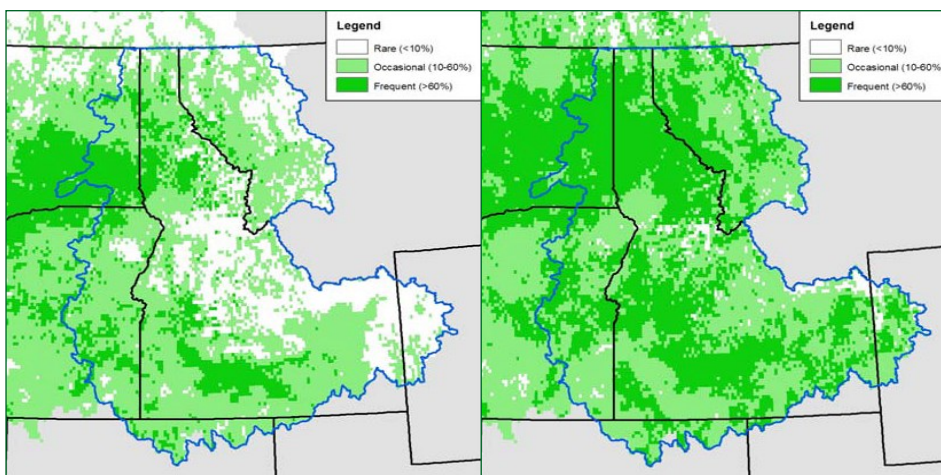 Legend
Rare (<10%)
Occasional (10-60%)
Frequent (>60%)
Legend
Rare (<10%)
Occasional (10-60%)
Frequent (>60%)